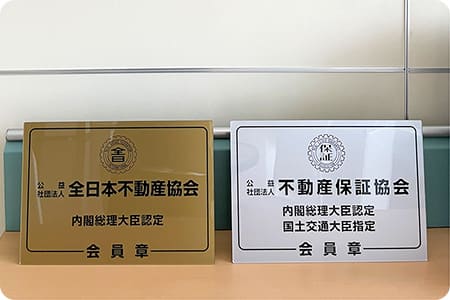 全日
公益
社団法人 全日本不動産協会
内閣総理大臣認定
会員章
保証
公益
社団法人 不動産保証協会
内閣総理大臣認定
国土交通大臣指定
会員章